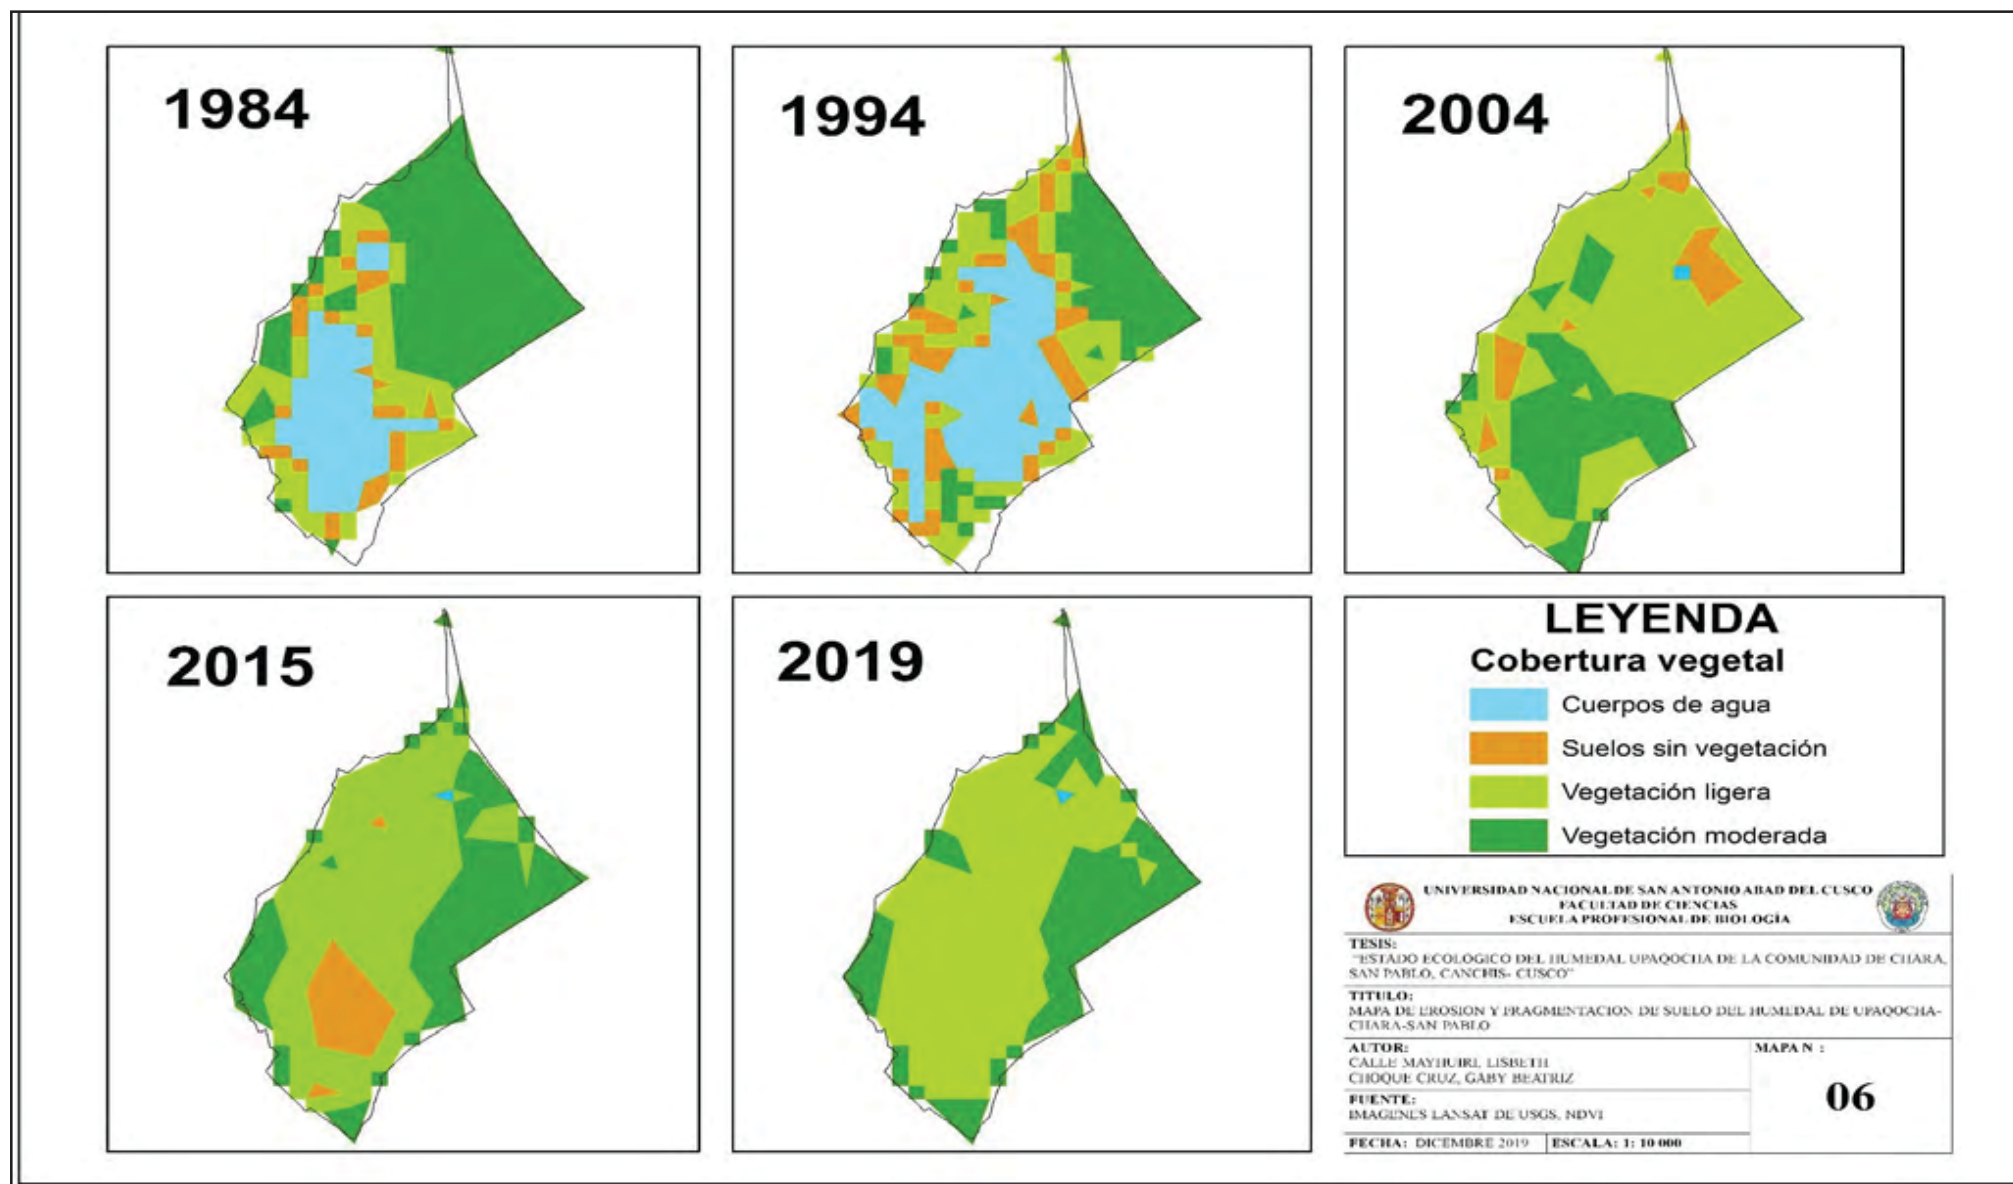 1984
1994
2004
2015
2019
LEYENDA
Cobertura vegetal
Cuerpos de agua
Suelos sin vegetación
Vegetación ligera
Vegetación moderada
UNIVERSIDAD NACIONAL DE SAN ANTONIO ABAD DEL CUSCO
FACULTAD DE CIENCIAS
ESCUELA PROFESIONAL DE BIOLOGÍA
TESIS:
"ESTADO ECOLOGICO DEL HUMEDAL UPAQOCHA DE LA COMUNIDAD DE CHARA,
SAN PABLO, CANCHIS- CUSCO"
TITULO:
MAPA DE EROSION Y FRAGMENTACION DE SUELO DEL HUMEDAL DE UPAQOCHA-
CHARA-SAN PABLO
AUTOR:
CALLE MAYHUIRI, LISBETH
CHOQUE CRUZ, GABY BEATRIZ
MAPA N :
06
FUENTE:
IMAGENES LANSAT DE USGS, NDVI
FECHA: DICEMBRE 2019 ESCALA: 1: 10 000